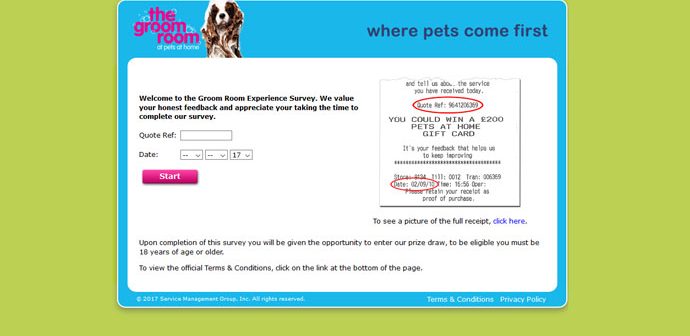 the
groom
room
at pets at home
where pets come first
and tell us about the service
you have received today.
Quote Ref: 9641206369
YOU COULD WIN A £200
PETS AT HOME
GIFT CARD
It's your feedback that helps us
to keep improving
Store: 9134 Till: 0012 Tran: 006369
Date: 02/09/10 Time: 16:56 Oper:
Please retain your receipt as
proof of purchase.
Welcome to the Groom Room Experience Survey. We value
your honest feedback and appreciate your taking the time to
complete our survey.
Quote Ref:
Date: -- -- 17
Start
To see a picture of the full receipt, click here.
Upon completion of this survey you will be given the opportunity to enter our prize draw, to be eligible you must be
18 years of age or older.
To view the official Terms & Conditions, click on the link at the bottom of the page.
© 2017 Service Management Group, Inc. All rights reserved.
Terms & Conditions Privacy Policy